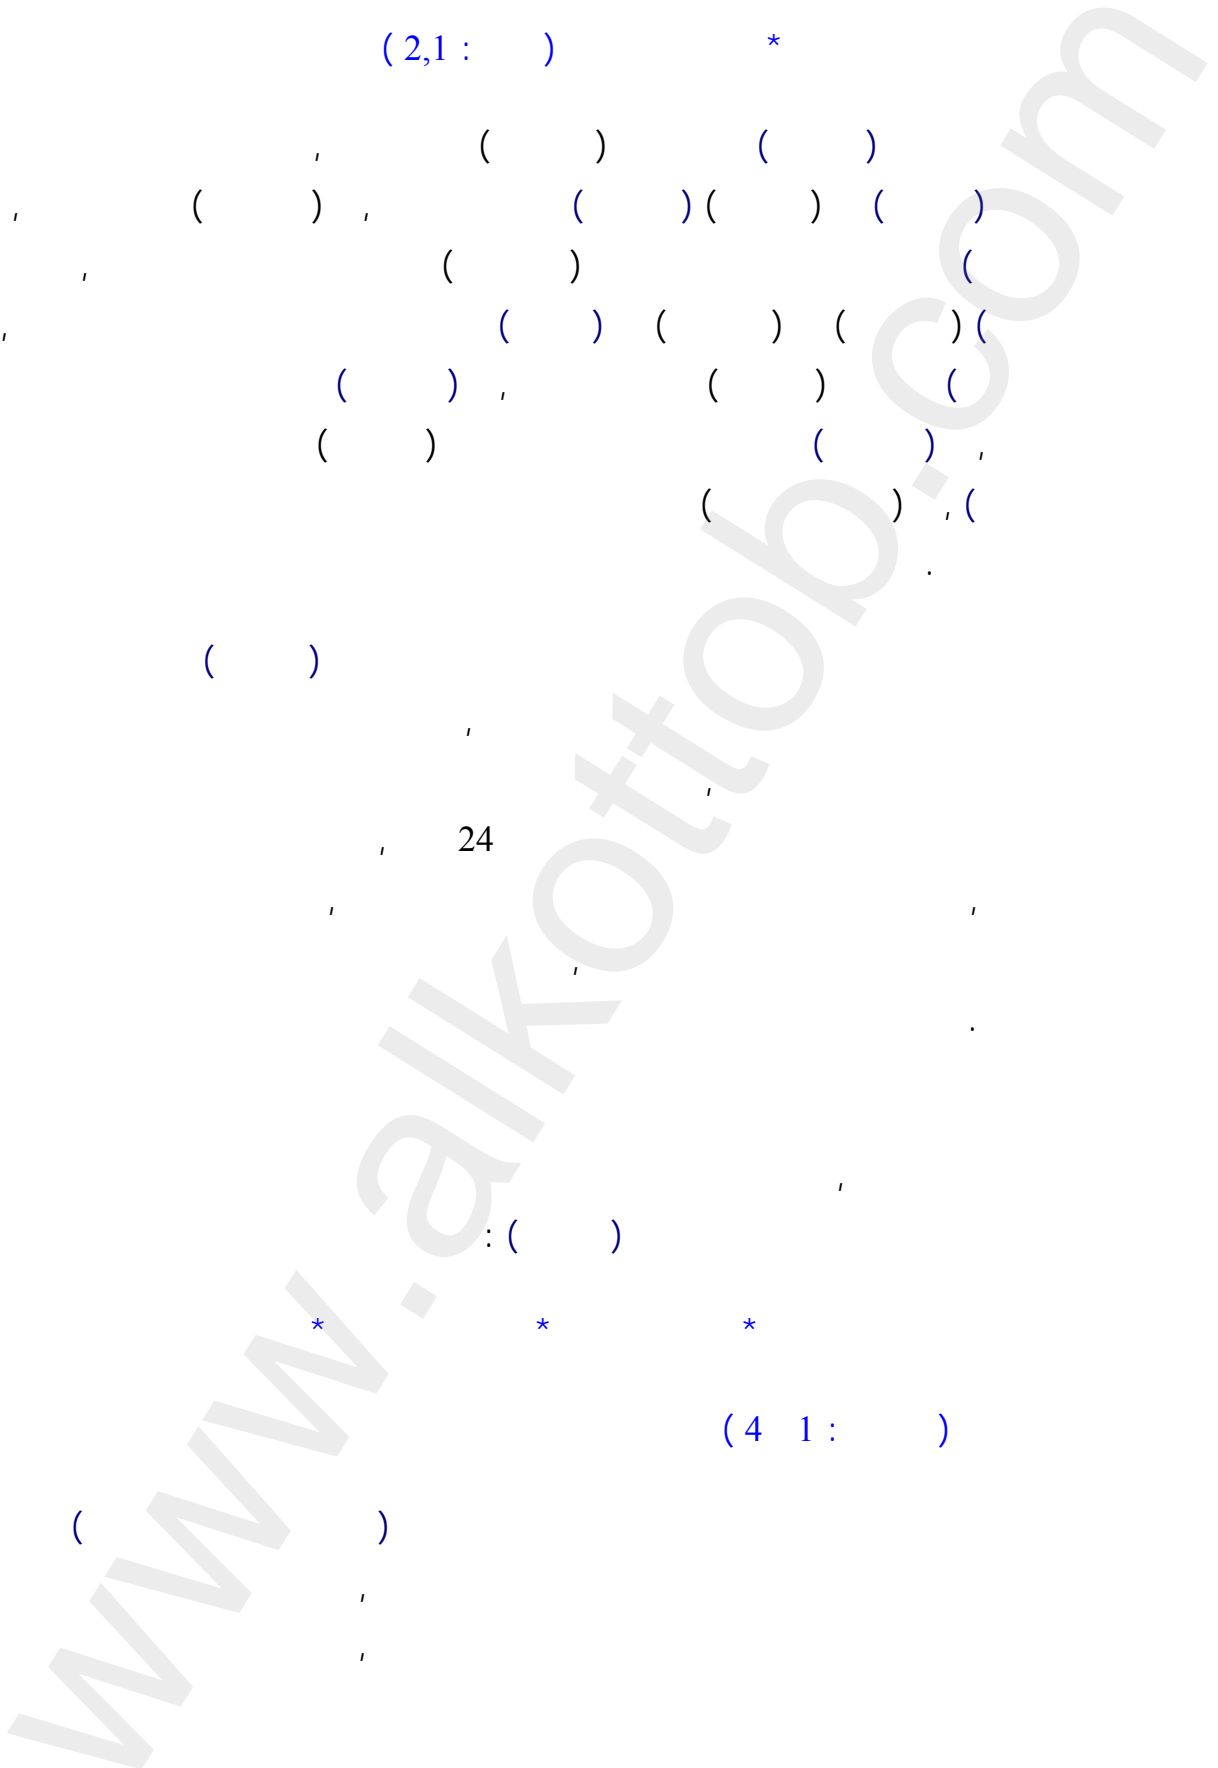 * ( : 2,1 )
( ) ( ) ,
( ) ( ) ( ) , ( ) ,
) ( ) ,
) ( ) ( ) ( ) ,
) ( ) , ( )
, ( ) ( )
) , ( )
.
( )
,
,
24 ,
, ,
,
.
,
( ) :
* * *
( : 1 4 )
( )
,
,
www.alkottob.com